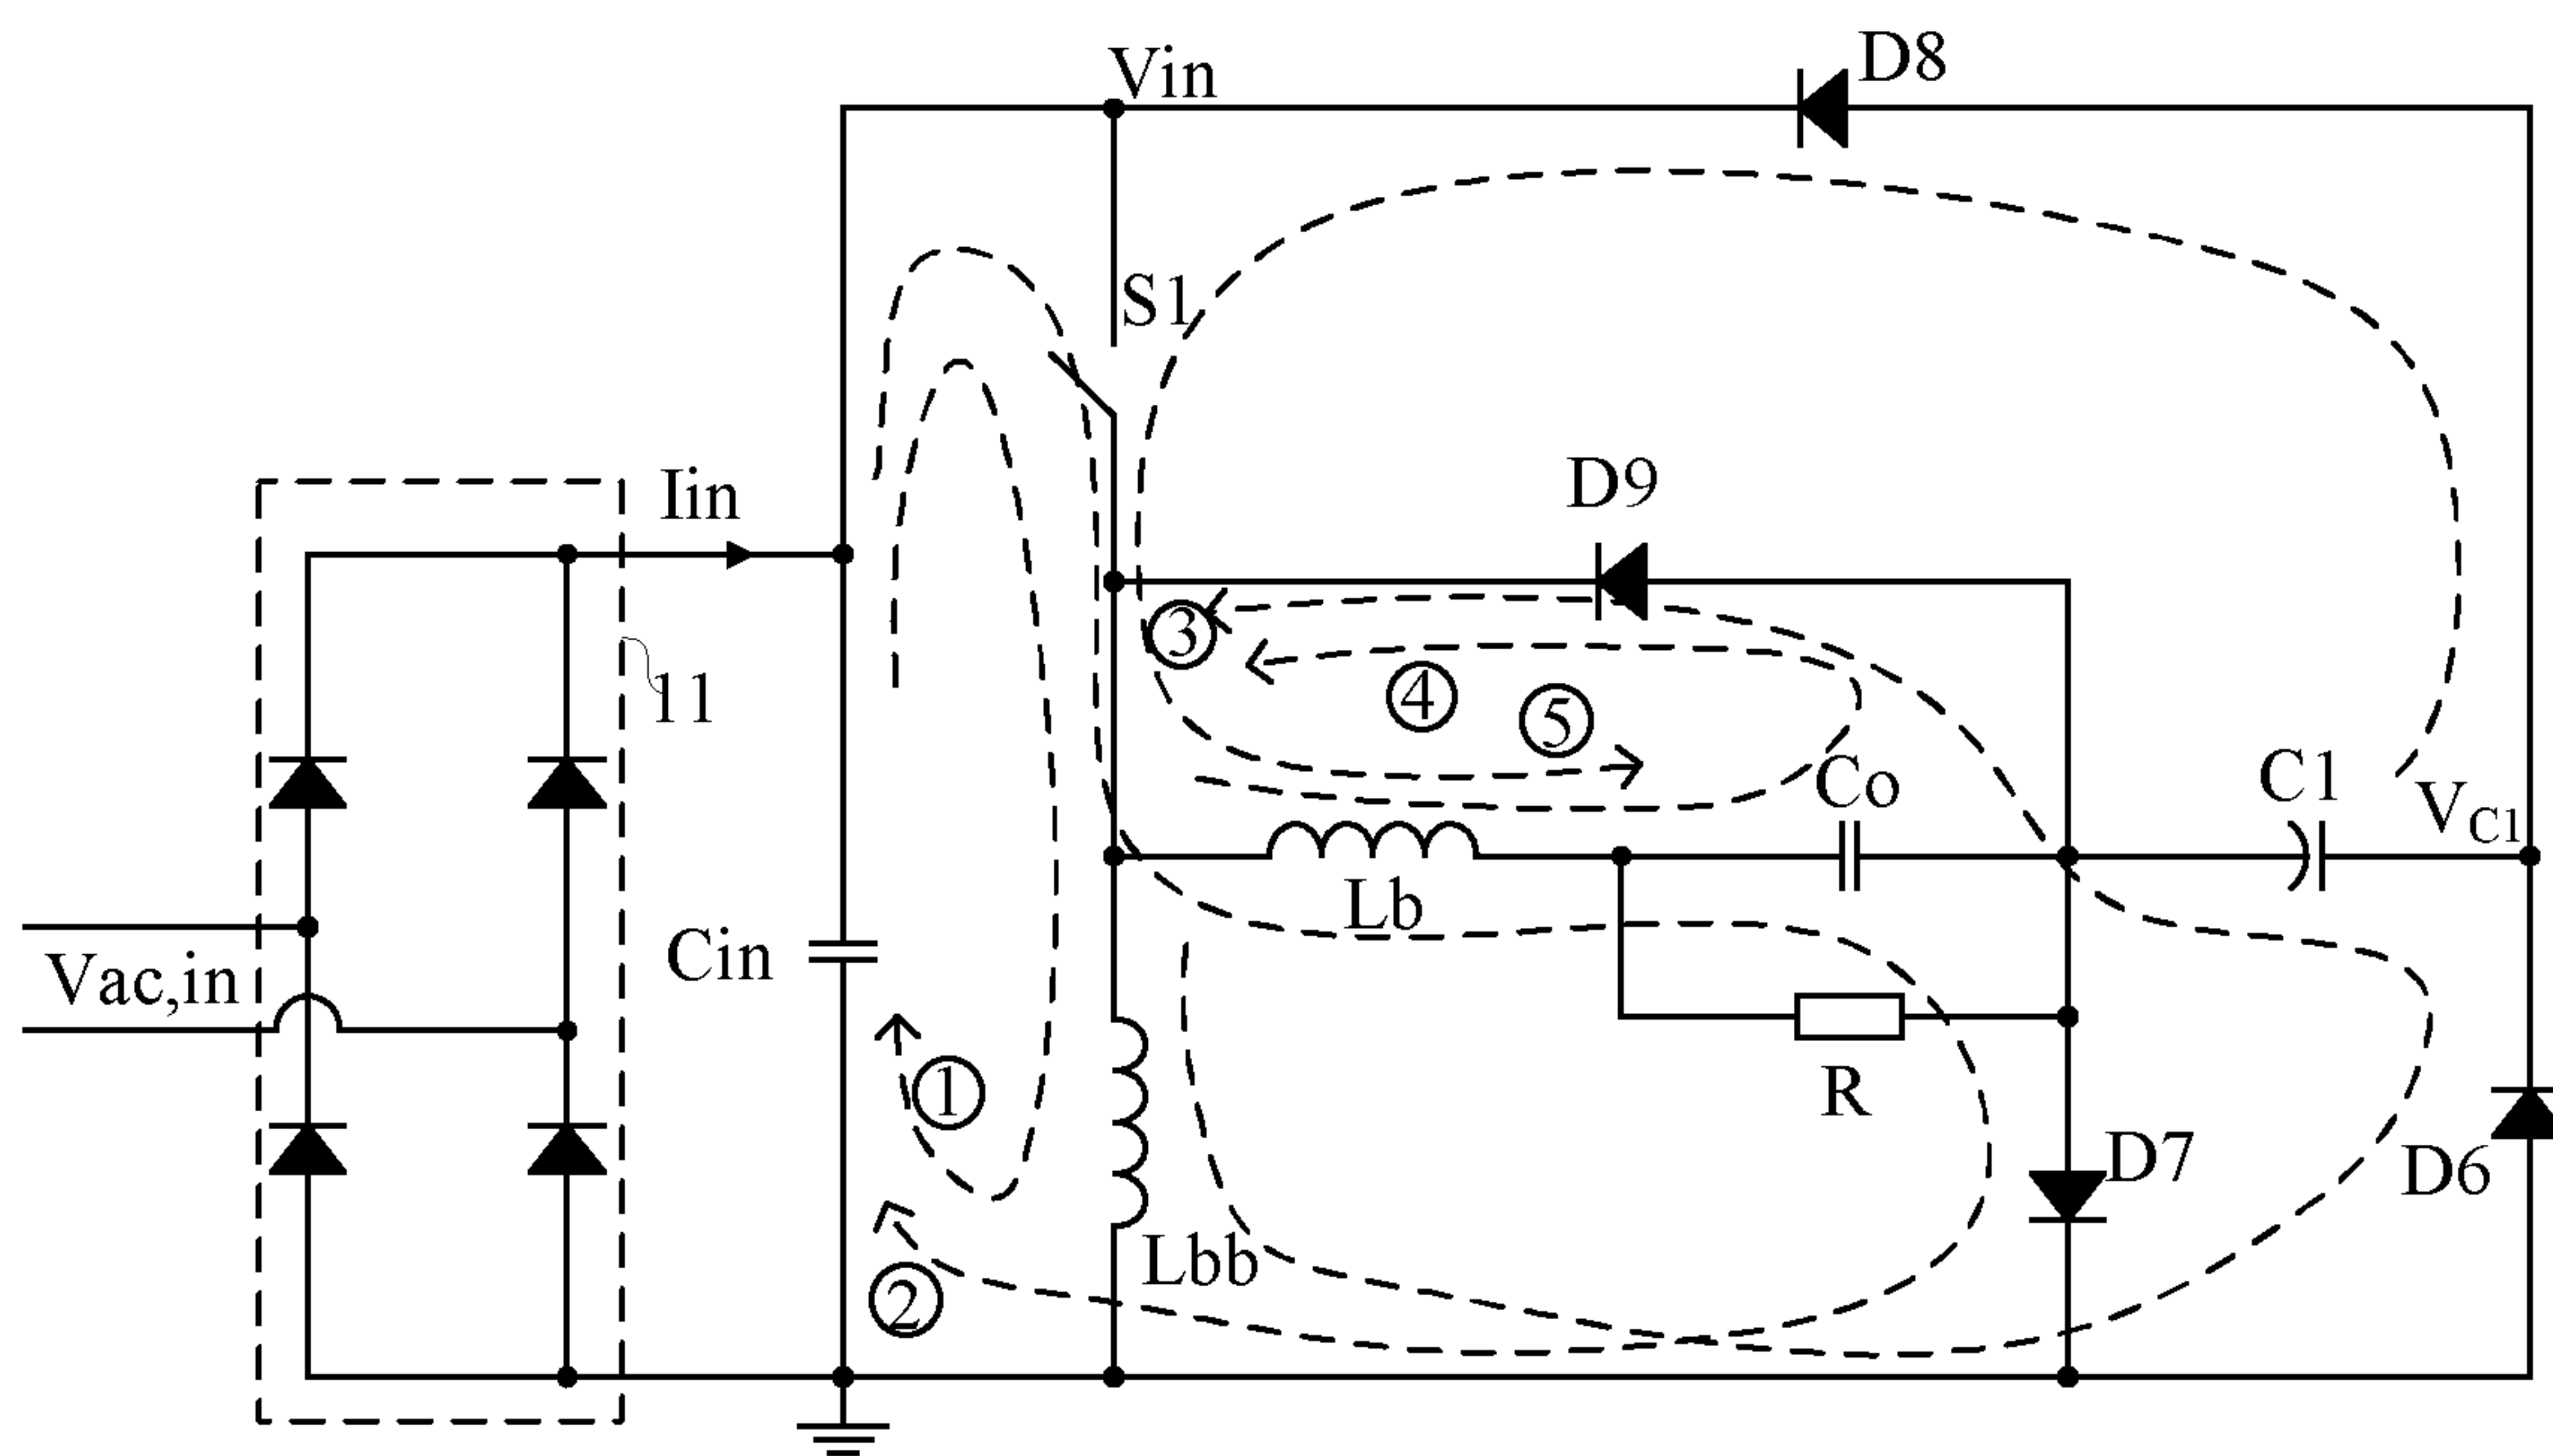 Vin
D8
S1
Iin
D9
11
③
④
⑤
Co
C1
V_C1
Lb
Vac,in
Cin
①
R
D7
D6
Lbb
②